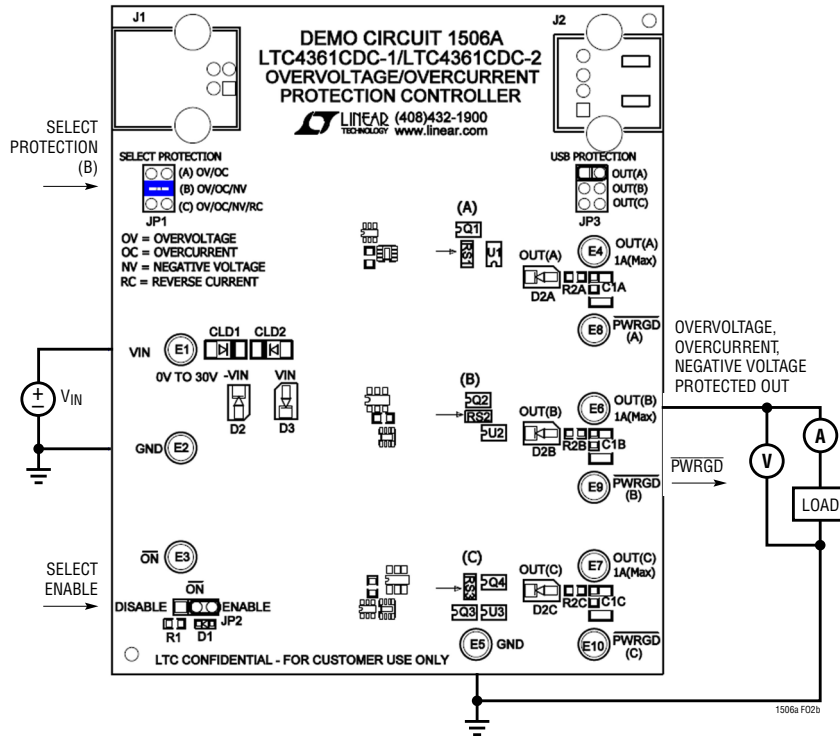 J1
J2
DEMO CIRCUIT 1506A
LTC4361CDC-1/LTC4361CDC-2
OVERVOLTAGE/OVERCURRENT
PROTECTION CONTROLLER
LINEAR TECHNOLOGY (408)432-1900
www.linear.com
SELECT
PROTECTION
(B)
SELECT PROTECTION
(A) OV/OC
(B) OV/OC/NV
(C) OV/OC/NV/RC
JP1
OV = OVERVOLTAGE
OC = OVERCURRENT
NV = NEGATIVE VOLTAGE
RC = REVERSE CURRENT
USB PROTECTION
OUT(A)
OUT(B)
OUT(C)
JP3
(A)
Q1
RS1
U1
OUT(A)
D2A
R2A
C1A
E4
OUT(A)
1A(Max)
E8
PWRGD
(A)
VIN
E1
CLD1
CLD2
0V TO 30V
-VIN
VIN
D2
D3
VIN
+
–
GND
E2
(B)
Q2
RS2
U2
OUT(B)
D2B
R2B
C1B
E6
OUT(B)
1A(Max)
E9
PWRGD
(B)
OVERVOLTAGE,
OVERCURRENT,
NEGATIVE VOLTAGE
PROTECTED OUT
PWRGD
V
A
LOAD
ON
E3
SELECT
ENABLE
ON
DISABLE
ENABLE
JP2
R1
D1
(C)
RS3
Q4
Q3
U3
OUT(C)
D2C
R2C
C1C
E7
OUT(C)
1A(Max)
E5
GND
E10
PWRGD
(C)
LTC CONFIDENTIAL - FOR CUSTOMER USE ONLY
1506a F02b